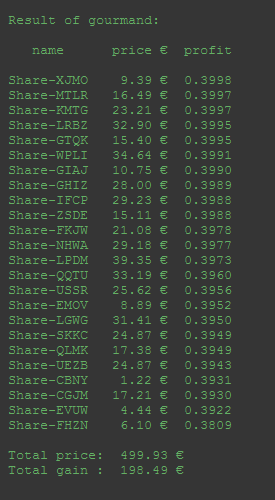 Result of gourmand:
name price € profit
Share-XJMO 9.39 € 0.3998
Share-MTLR 16.49 € 0.3997
Share-KMTG 23.21 € 0.3997
Share-LRBZ 32.90 € 0.3995
Share-GTQK 15.40 € 0.3995
Share-WPLI 34.64 € 0.3991
Share-GIAJ 10.75 € 0.3990
Share-GHIZ 28.00 € 0.3989
Share-IFCP 29.23 € 0.3988
Share-ZSDE 15.11 € 0.3988
Share-FKJW 21.08 € 0.3978
Share-NHWA 29.18 € 0.3977
Share-LPDM 39.35 € 0.3973
Share-QQTU 33.19 € 0.3960
Share-USSR 25.62 € 0.3956
Share-EMOV 8.89 € 0.3952
Share-LGWG 31.41 € 0.3950
Share-SKKC 24.87 € 0.3949
Share-QLMK 17.38 € 0.3949
Share-UEZB 24.87 € 0.3943
Share-CBNY 1.22 € 0.3931
Share-CGJM 17.21 € 0.3930
Share-EVUW 4.44 € 0.3922
Share-FHZN 6.10 € 0.3809
Total price: 499.93 €
Total gain : 198.49 €